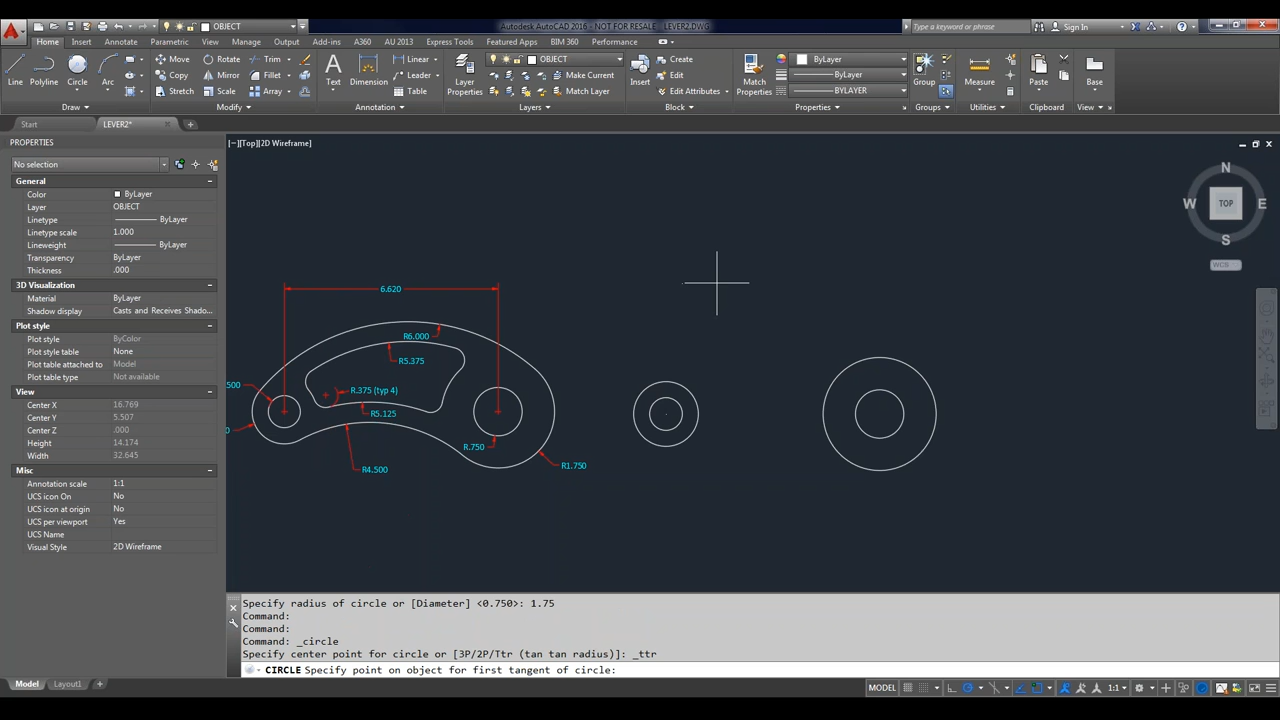 OBJECT
Autodesk AutoCAD 2016 - NOT FOR RESALE LEVER2.DWG
Type a keyword or phrase
Sign In
Home Insert Annotate Parametric View Manage Output Add-ins A360 AU 2013 Express Tools Featured Apps BIM 360 Performance
Line Polyline Circle Arc
Move Rotate Trim
Copy Mirror Fillet
Stretch Scale Array
Text Dimension
Linear
Leader
Table
Layer Properties
OBJECT
Make Current
Match Layer
Create
Edit
Edit Attributes
Match Properties
ByLayer
ByLayer
BYLAYER
Group Measure Paste Base
Draw Modify Annotation Layers Block Properties Groups Utilities Clipboard View
Start LEVER2*
PROPERTIES
[−][Top][2D Wireframe]
No selection
General
Color ByLayer
Layer OBJECT
Linetype ByLayer
Linetype scale 1.000
Lineweight ByLayer
Transparency ByLayer
Thickness .000
3D Visualization
Material ByLayer
Shadow display Casts and Receives Shado...
Plot style
Plot style ByColor
Plot style table None
Plot table attached to Model
Plot table type Not available
View
Center X 16.769
Center Y 5.507
Center Z .000
Height 14.174
Width 32.645
Misc
Annotation scale 1:1
UCS icon On No
UCS icon at origin No
UCS per viewport Yes
UCS Name
Visual Style 2D Wireframe
N
W TOP E
S
WCS
6.620
R6.000
R5.375
500
R.375 (typ 4)
R5.125
0
R.750
R4.500
R1.750
Specify radius of circle or [Diameter] <0.750>: 1.75
Command:
Command:
Command: _circle
Specify center point for circle or [3P/2P/Ttr (tan tan radius)]: _ttr
CIRCLE Specify point on object for first tangent of circle:
Model Layout1
MODEL 1:1